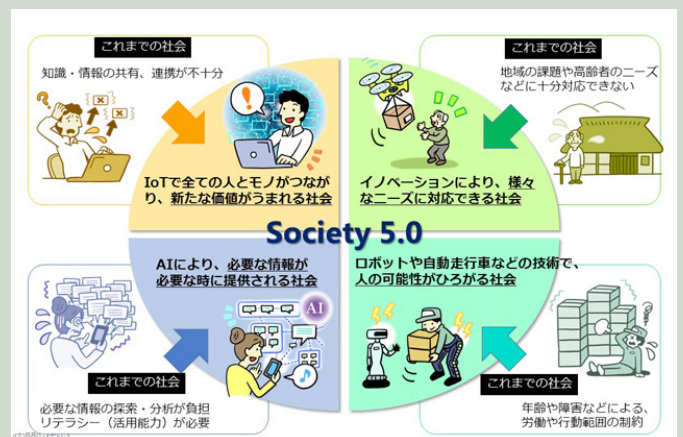 これまでの社会
知識・情報の共有、連携が不十分
IoTで全ての人とモノがつなが
り、新たな価値がうまれる社会
これまでの社会
地域の課題や高齢者のニーズ
などに十分対応できない
イノベーションにより、様々
なニーズに対応できる社会
Society 5.0
AIにより、必要な情報が
必要な時に提供される社会
AI
これまでの社会
必要な情報の探索・分析が負担
リテラシー（活用能力）が必要
ロボットや自動走行車などの技術で、
人の可能性がひろがる社会
これまでの社会
年齢や障害などによる、
労働や行動範囲の制約